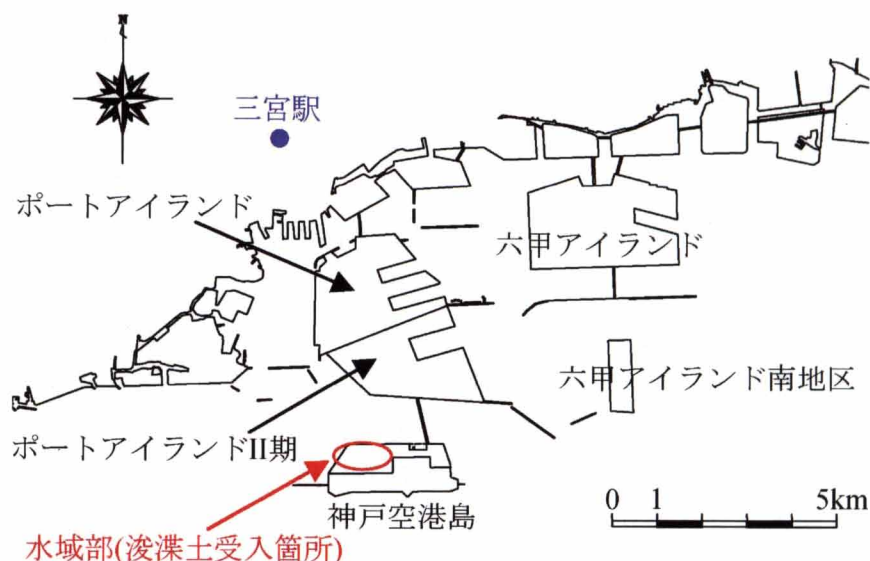 N
三宮駅
ポートアイランド
六甲アイランド
六甲アイランド南地区
ポートアイランドII期
0 1 5km
神戸空港島
水域部(浚渫土受入箇所)